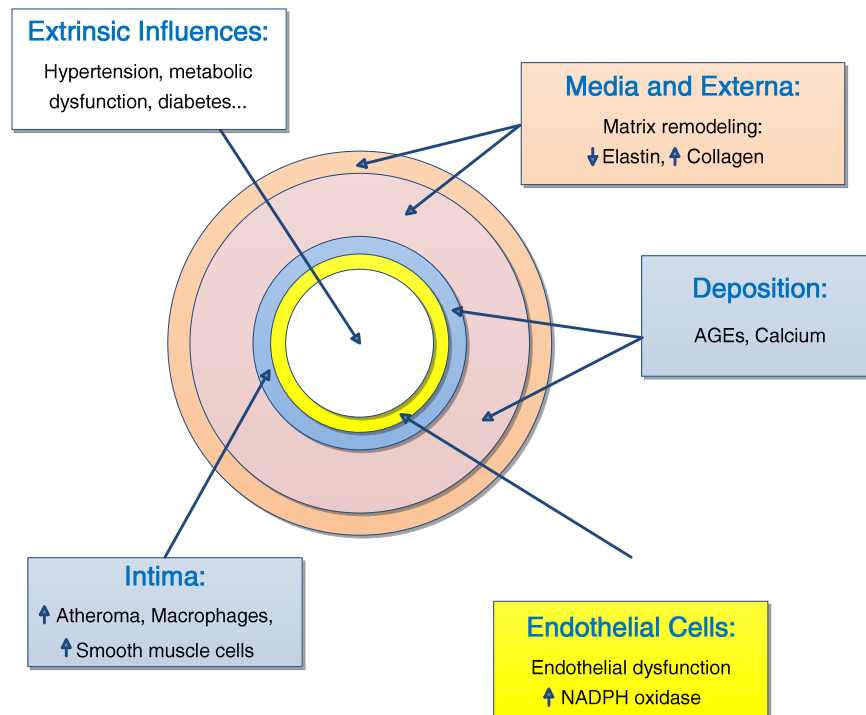 Extrinsic Influences:
Hypertension, metabolic
dysfunction, diabetes...
Media and Externa:
Matrix remodeling:
Elastin, Collagen
Deposition:
AGEs, Calcium
Intima:
Atheroma, Macrophages,
Smooth muscle cells
Endothelial Cells:
Endothelial dysfunction
NADPH oxidase